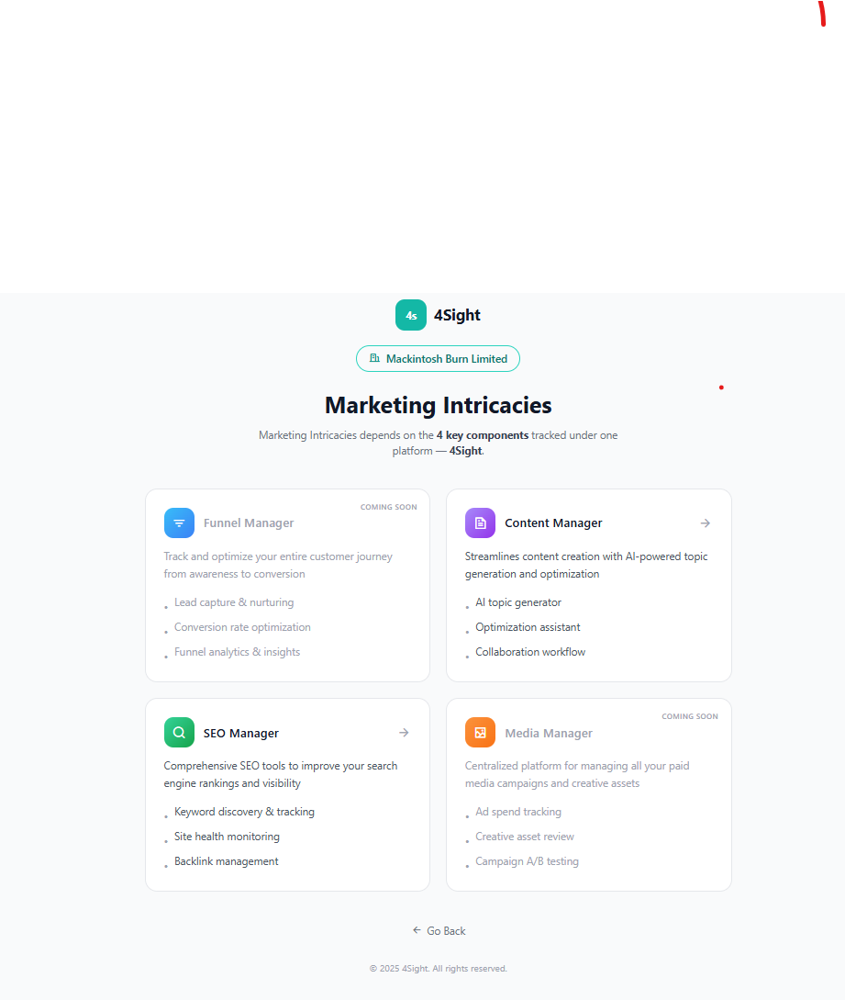 4s 4Sight
Mackintosh Burn Limited
Marketing Intricacies
Marketing Intricacies depends on the 4 key components tracked under one
platform — 4Sight.
COMING SOON
Funnel Manager
Track and optimize your entire customer journey
from awareness to conversion
• Lead capture & nurturing
• Conversion rate optimization
• Funnel analytics & insights
Content Manager →
Streamlines content creation with AI-powered topic
generation and optimization
• AI topic generator
• Optimization assistant
• Collaboration workflow
SEO Manager →
Comprehensive SEO tools to improve your search
engine rankings and visibility
• Keyword discovery & tracking
• Site health monitoring
• Backlink management
COMING SOON
Media Manager
Centralized platform for managing all your paid
media campaigns and creative assets
• Ad spend tracking
• Creative asset review
• Campaign A/B testing
← Go Back
© 2025 4Sight. All rights reserved.